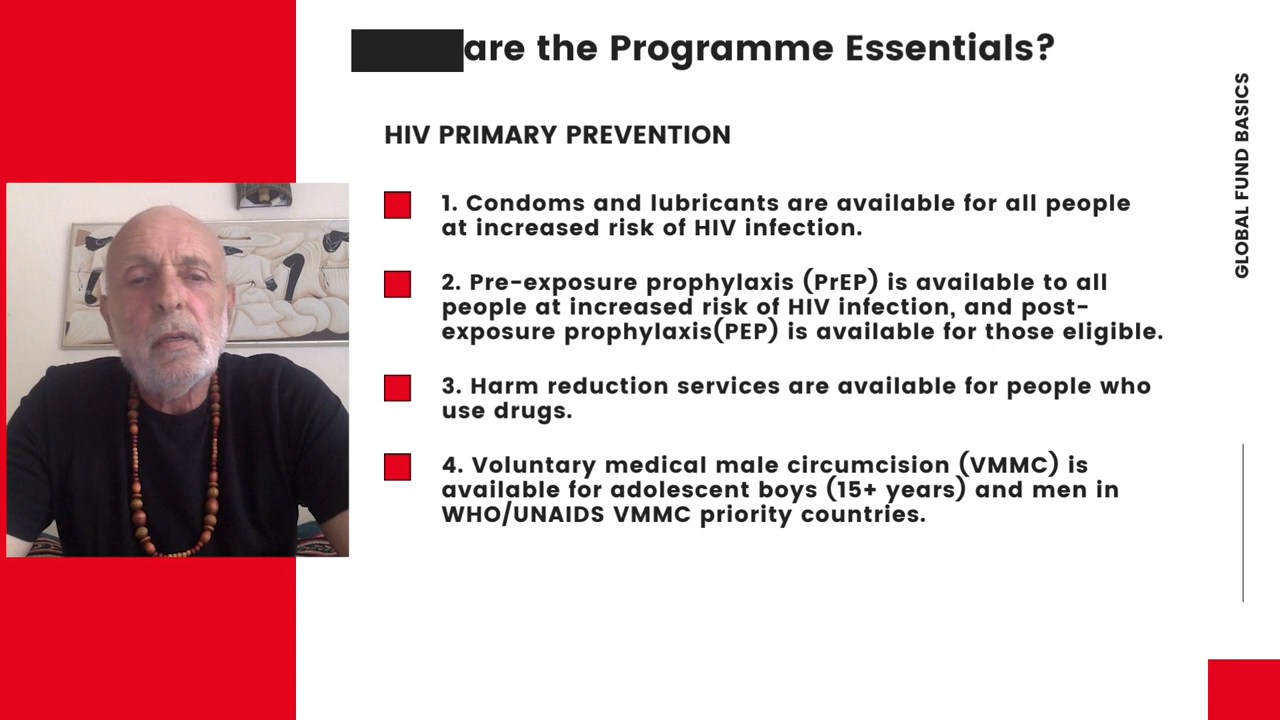 are the Programme Essentials?
HIV PRIMARY PREVENTION
1. Condoms and lubricants are available for all people
at increased risk of HIV infection.
2. Pre-exposure prophylaxis (PrEP) is available to all
people at increased risk of HIV infection, and post-
exposure prophylaxis(PEP) is available for those eligible.
3. Harm reduction services are available for people who
use drugs.
4. Voluntary medical male circumcision (VMMC) is
available for adolescent boys (15+ years) and men in
WHO/UNAIDS VMMC priority countries.
GLOBAL FUND BASICS